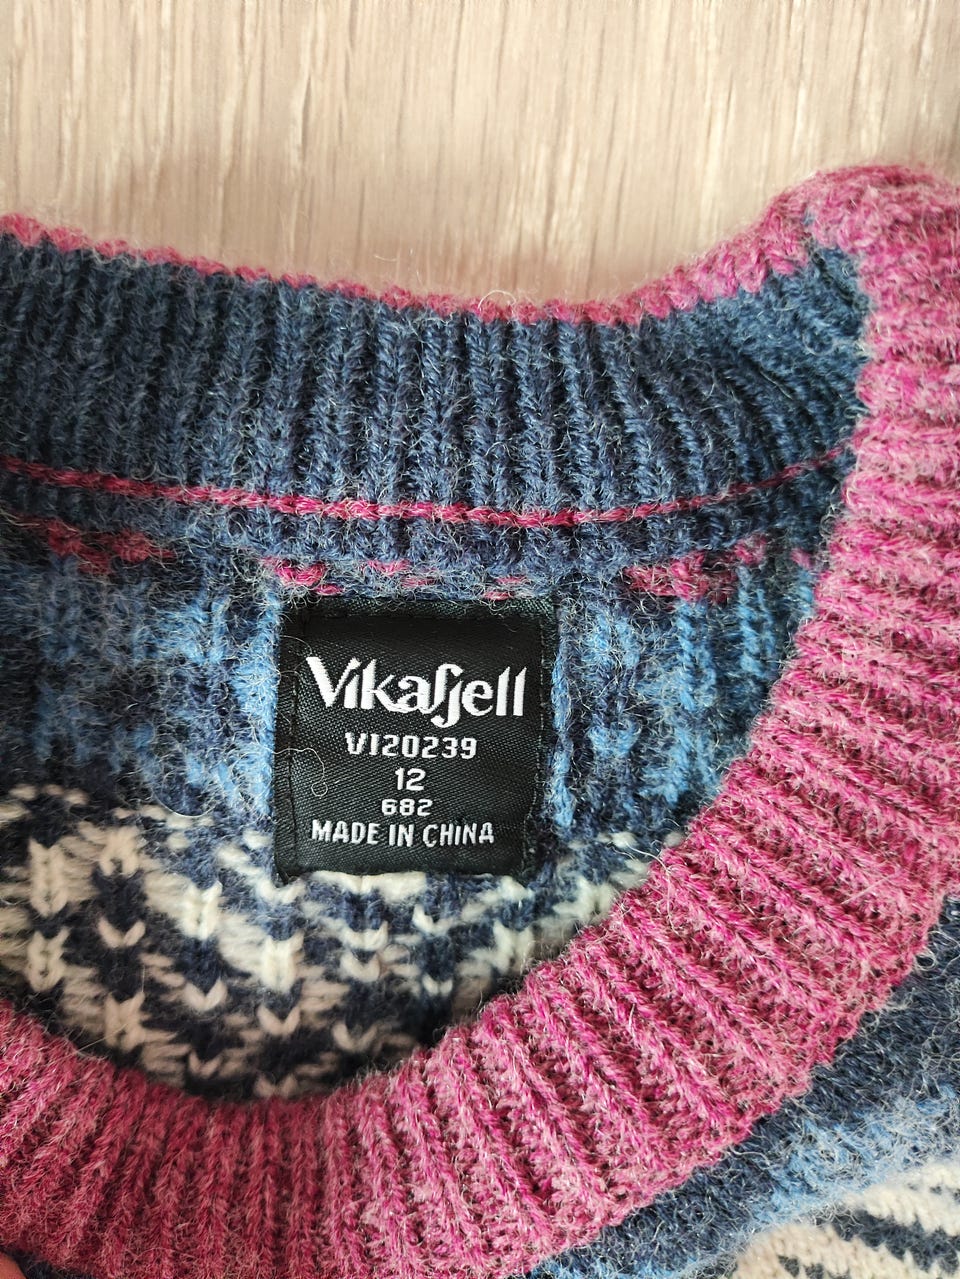 Vikafjell
VI20239
12
682
MADE IN CHINA